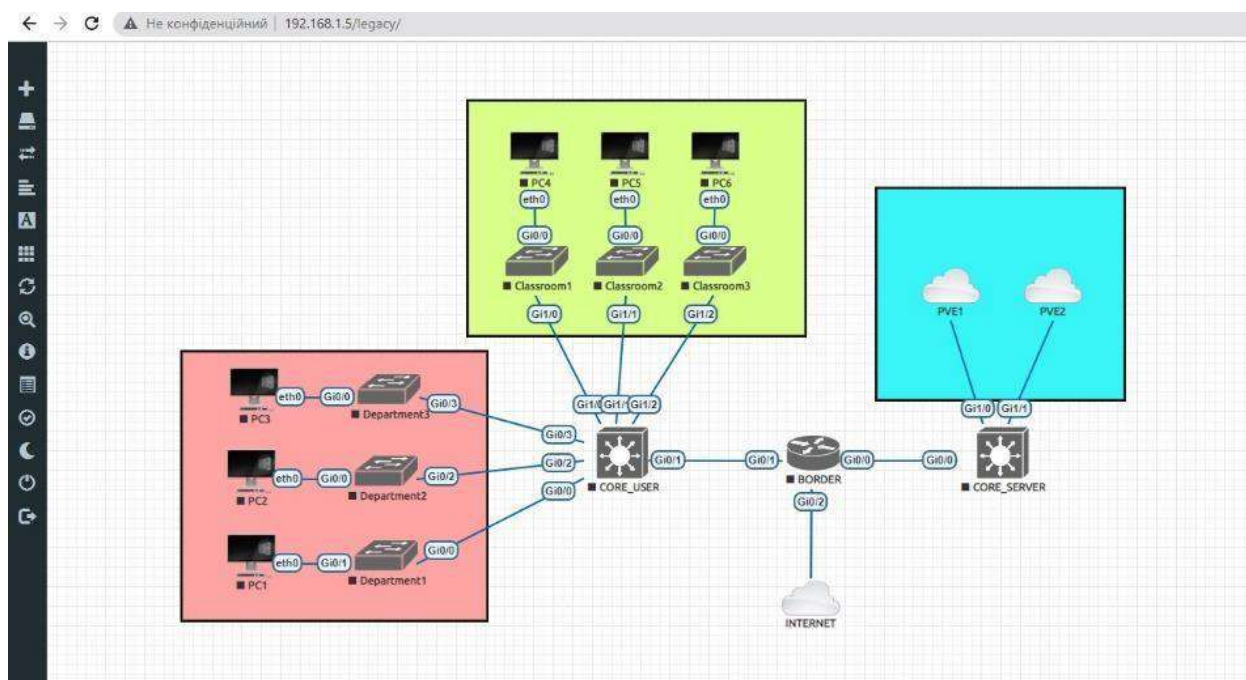 Не конфіденційний | 192.168.1.5/legacy/
PC4 PC5 PC6
eth0 eth0 eth0
Gi0/0 Gi0/0 Gi0/0
Classroom1 Classroom2 Classroom3
Gi1/0 Gi1/1 Gi1/2
PVE1 PVE2
Gi1/0 Gi1/1
eth0 Gi0/0 Department3 Gi0/3
PC3
eth0 Gi0/0 Department2 Gi0/2
PC2
eth0 Gi0/1 Department1 Gi0/0
PC1
Gi1/2
Gi0/3
Gi0/2
Gi0/0
CORE_USER
Gi0/1 Gi0/1
BORDER
Gi0/0 Gi0/0
CORE_SERVER
Gi0/2
INTERNET